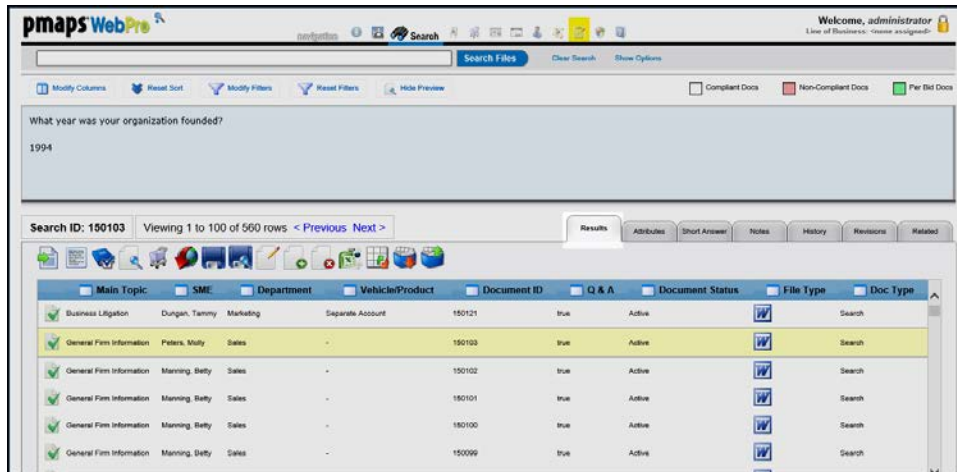 pmaps WebPro
navigation Search
Welcome, administrator
Line of Business: <none assigned>
Search Files Clear Search Show Options
Modify Columns Reset Sort Modify Filters Reset Filters Hide Preview Compliant Docs Non-Compliant Docs Per Bid Docs
What year was your organization founded?
1994
Search ID: 150103 Viewing 1 to 100 of 560 rows < Previous Next > Results Attributes Short Answer Notes History Revisions Related
Main Topic SME Department Vehicle/Product Document ID Q & A Document Status File Type Doc Type
Business Litigation Dungan, Tammy Marketing Separate Account 150121 true Active W Search
General Firm Information Peters, Molly Sales - 150103 true Active W Search
General Firm Information Manning, Betty Sales - 150102 true Active W Search
General Firm Information Manning, Betty Sales - 150101 true Active W Search
General Firm Information Manning, Betty Sales - 150100 true Active W Search
General Firm Information Manning, Betty Sales - 150099 true Active W Search